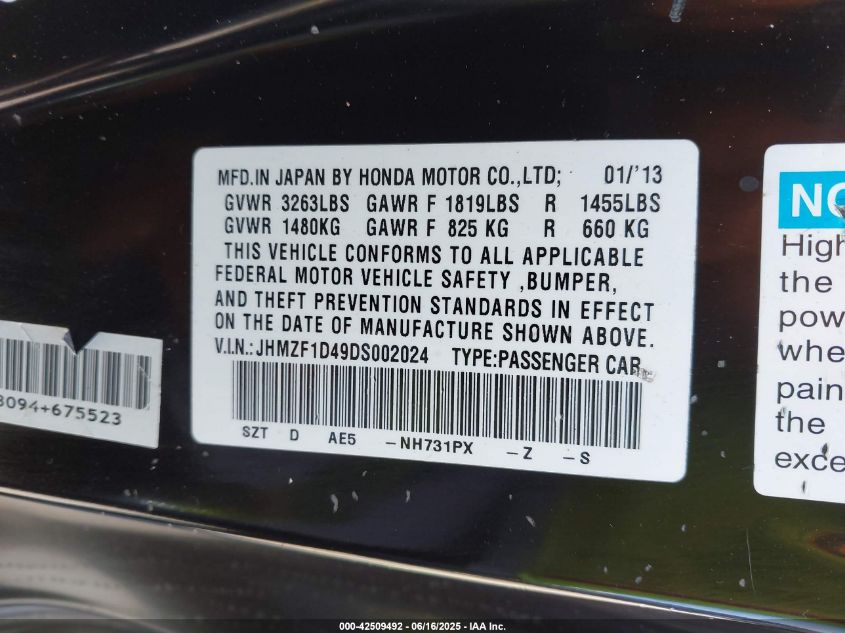 MFD.IN JAPAN BY HONDA MOTOR CO.,LTD; 01/'13
GVWR 3263LBS GAWR F 1819LBS R 1455LBS
GVWR 1480KG GAWR F 825 KG R 660 KG
THIS VEHICLE CONFORMS TO ALL APPLICABLE
FEDERAL MOTOR VEHICLE SAFETY ,BUMPER,
AND THEFT PREVENTION STANDARDS IN EFFECT
ON THE DATE OF MANUFACTURE SHOWN ABOVE.
V.I.N.:JHMZF1D49DS002024 TYPE:PASSENGER CAR
SZT D AE5 -NH731PX -Z -S
3094+675523
NO
High
the
pow
whe
pain
the
exce
000-42509492 - 06/16/2025 - IAA Inc.